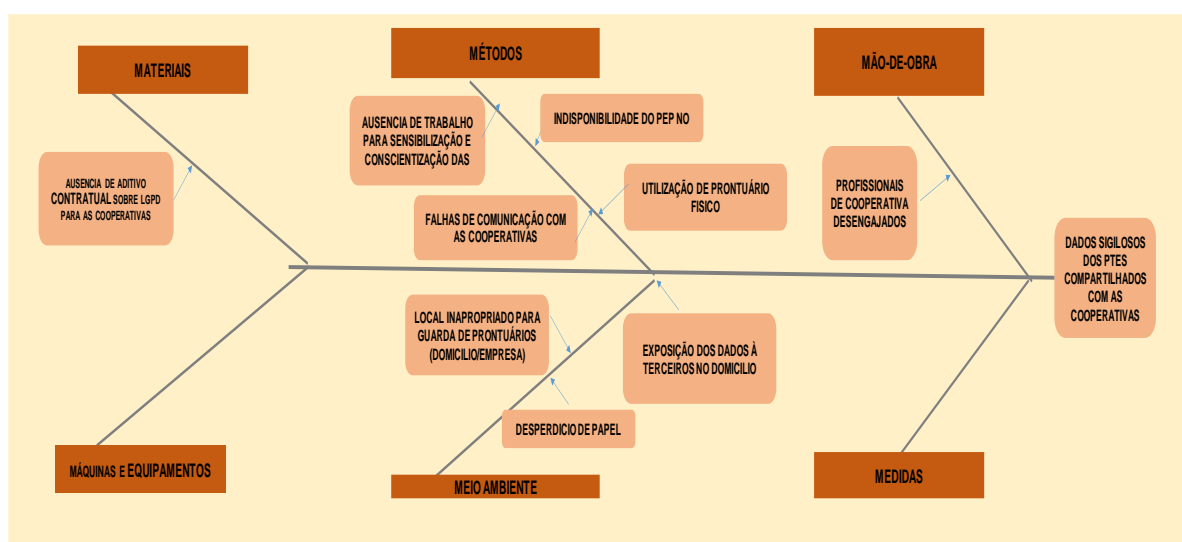 MATERIAIS
MÉTODOS
MÃO-DE-OBRA
AUSENCIA DE ADITIVO
CONTRATUAL SOBRE LGPD
PARA AS COOPERATIVAS
AUSENCIA DE TRABALHO
PARA SENSIBILIZAÇÃO E
CONSCIENTIZAÇÃO DAS
INDISPONIBILIDADE DO PEP NO
FALHAS DE COMUNICAÇÃO COM
AS COOPERATIVAS
UTILIZAÇÃO DE PRONTUÁRIO
FISICO
PROFISSIONAIS
DE COOPERATIVA
DESENGAJADOS
DADOS SIGILOSOS
DOS PTES
COMPARTILHADOS
COM AS
COOPERATIVAS
LOCAL INAPROPRIADO PARA
GUARDA DE PRONTUÁRIOS
(DOMICILIO/EMPRESA)
EXPOSIÇÃO DOS DADOS À
TERCEIROS NO DOMICILIO
DESPERDICIO DE PAPEL
MÁQUINAS E EQUIPAMENTOS
MEIO AMBIENTE
MEDIDAS